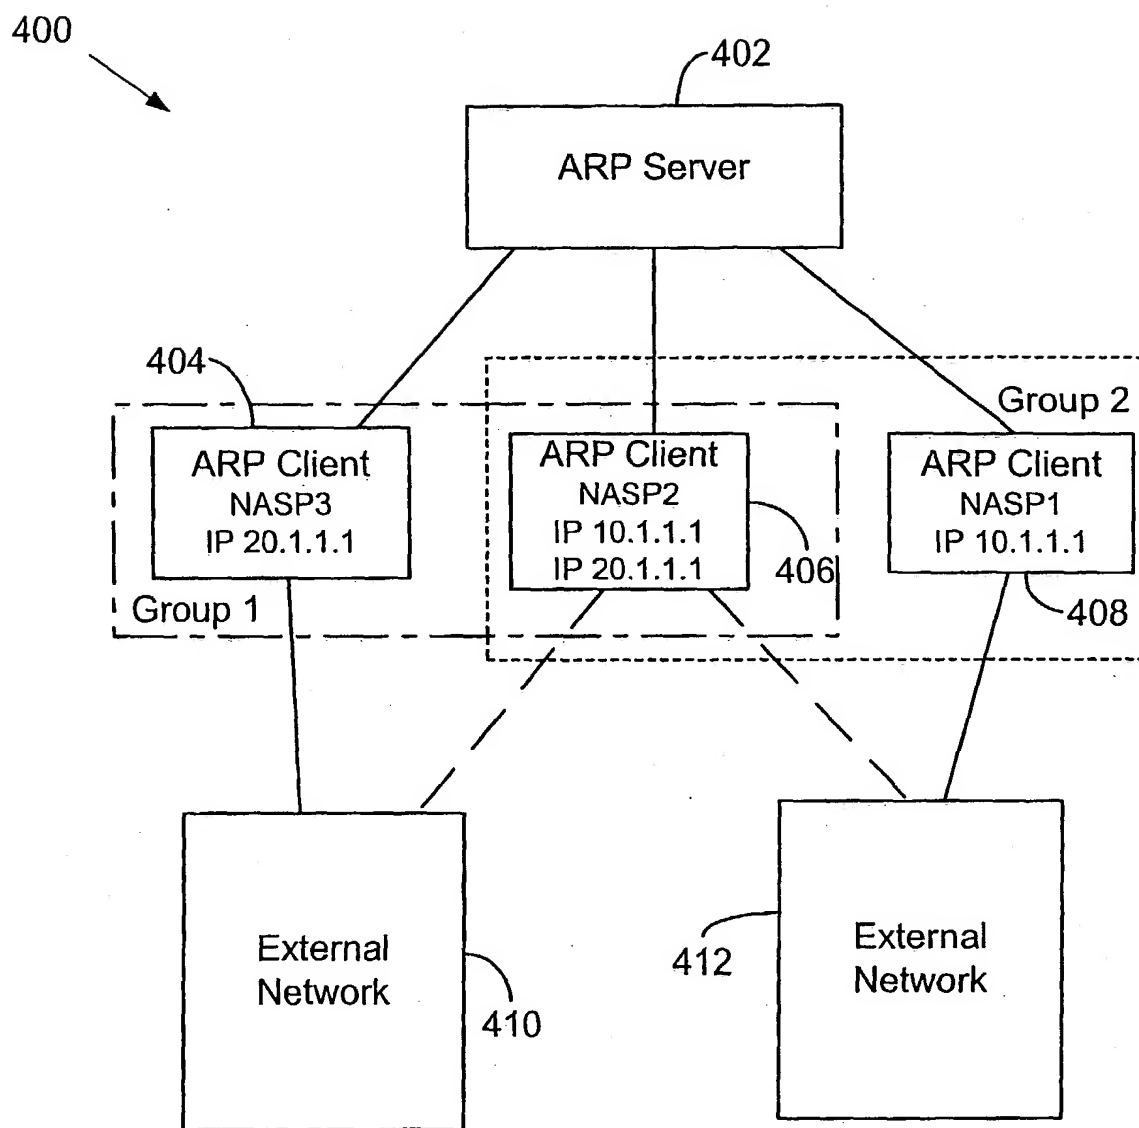 400
402
ARP Server
404
Group 2
ARP Client
NASP3
IP 20.1.1.1
ARP Client
NASP2
IP 10.1.1.1
IP 20.1.1.1
ARP Client
NASP1
IP 10.1.1.1
406
408
Group 1
External
Network
410
412
External
Network